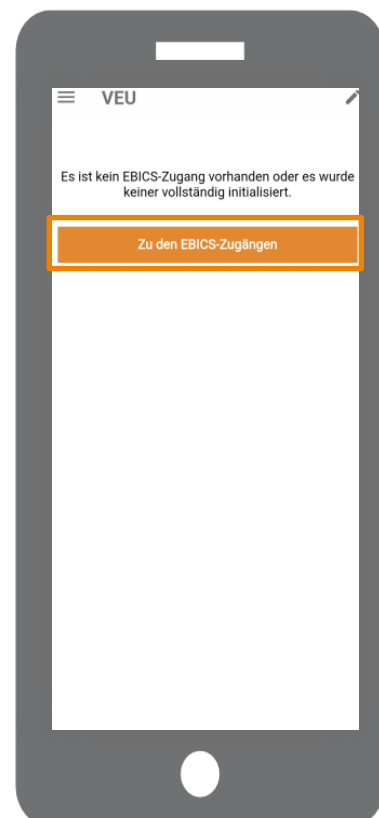 VEU
Es ist kein EBICS-Zugang vorhanden oder es wurde
keiner vollständig initialisiert.
Zu den EBICS-Zugängen